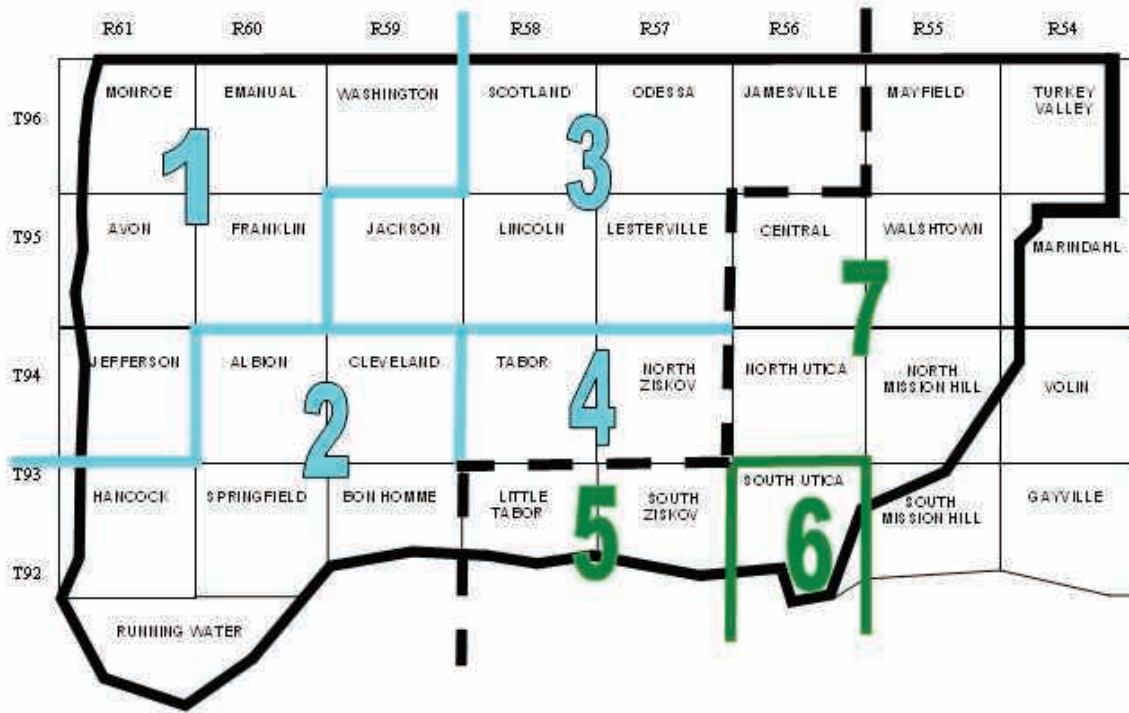 R61 R60 R59 R58 R57 R56 R55 R54
T96
MONROE EMANUAL WASHINGTON SCOTLAND ODESSA JAMESVILLE MAYFIELD TURKEY
VALLEY
1 3
T95
AVON FRANKLIN JACKSON LINCOLN LESTERVILLE CENTRAL WALSHTOWN MARINDAHL
7
T94
JEFFERSON ALBION CLEVELAND TABOR NORTH
ZISKOV
NORTH UTICA NORTH
MISSION HILL
VOLIN
2 4
T93
HANCOCK SPRINGFIELD BON HOMME LITTLE
TABOR
SOUTH
ZISKOV
SOUTH UTICA
SOUTH
MISSION HILL
GAYVILLE
5 6
T92
RUNNING WATER